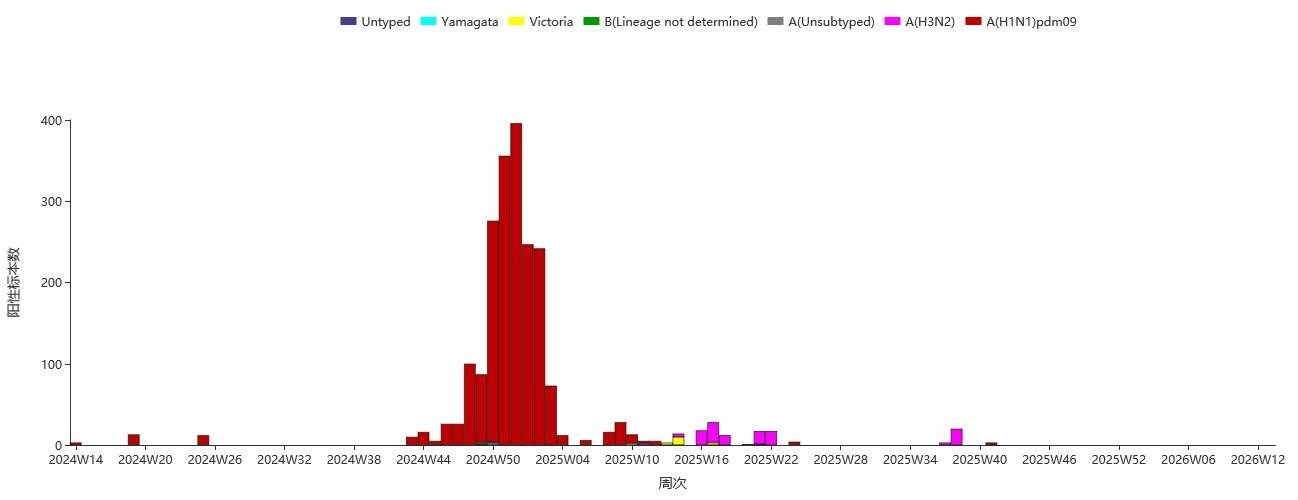 Untyped Yamagata Victoria B(Lineage not determined) A(Unsubtyped) A(H3N2) A(H1N1)pdm09
400
300
200
100
0
阳性标本数
2024W14 2024W20 2024W26 2024W32 2024W38 2024W44 2024W50 2025W04 2025W10 2025W16 2025W22 2025W28 2025W34 2025W40 2025W46 2025W52 2026W06 2026W12
周次